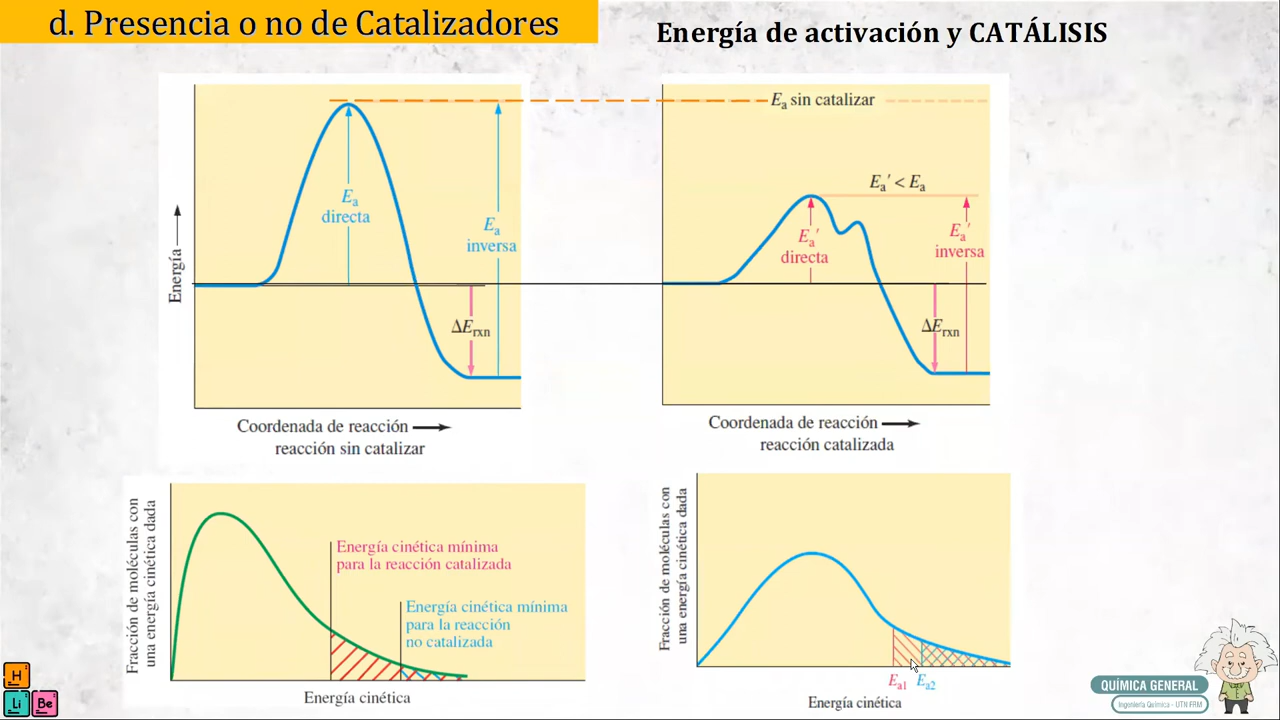 d. Presencia o no de Catalizadores
Energía de activación y CATÁLISIS
Energía
Ea
directa
Ea
inversa
ΔErxn
Coordenada de reacción
reacción sin catalizar
Ea sin catalizar
Ea' < Ea
Ea'
directa
Ea'
inversa
ΔErxn
Coordenada de reacción
reacción catalizada
Fracción de moléculas con
una energía cinética dada
Energía cinética mínima
para la reacción catalizada
Energía cinética mínima
para la reacción
no catalizada
Energía cinética
Fracción de moléculas con
una energía cinética dada
Ea1 Ea2
Energía cinética
H
Li Be
QUÍMICA GENERAL
Ingeniería Química - UTN FRM